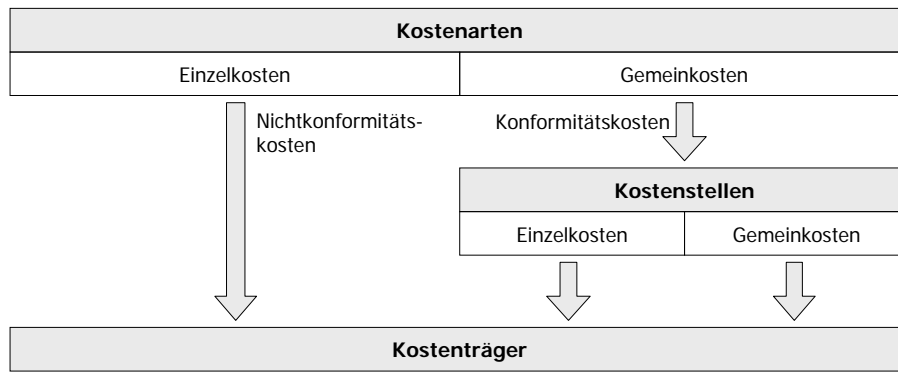 Kostenarten
Einzelkosten
Gemeinkosten
Nichtkonformitäts-
kosten
Konformitätskosten
Kostenstellen
Einzelkosten
Gemeinkosten
Kostenträger